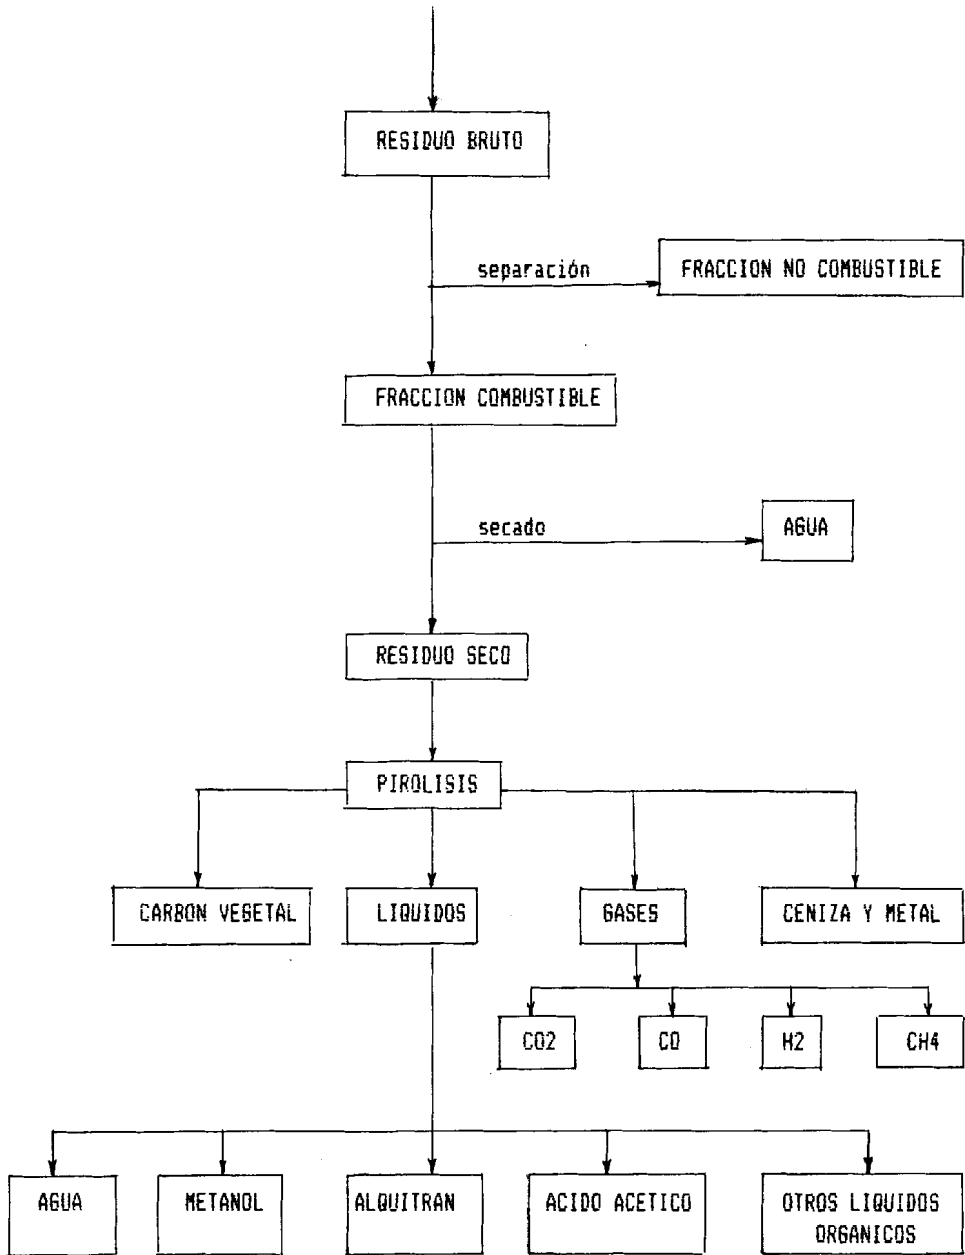 RESIDUO BRUTO
separación
FRACCION NO COMBUSTIBLE
FRACCION COMBUSTIBLE
secado
AGUA
RESIDUO SECO
PIROLISIS
CARBON VEGETAL
LIQUIDOS
GASES
CENIZA Y METAL
CO2
CO
H2
CH4
AGUA
METANOL
ALQUITRAN
ACIDO ACETICO
OTROS LIQUIDOS
ORGANICOS